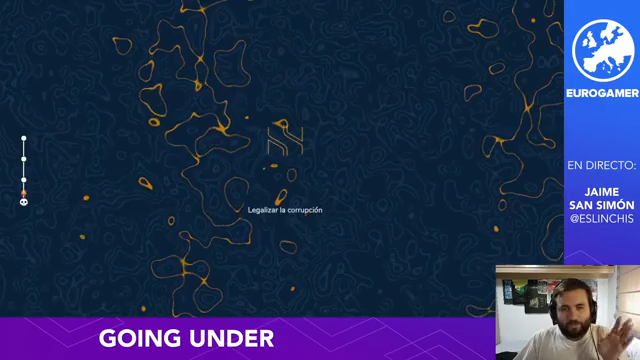 EUROGAMER
EN DIRECTO:
JAIME
SAN SIMÓN
@ESLINCHIS
Legalizar la corrupción
GOING UNDER